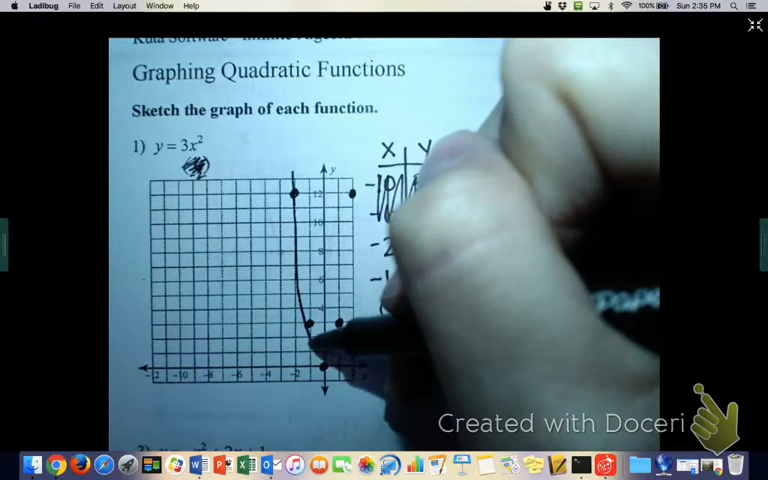 Ladibug File Edit Layout Window Help 100% Sun 2:35 PM
Graphing Quadratic Functions
Sketch the graph of each function.
1) y = 3x²
X Y
y
12
10
8
6
4
-12 -10 -8 -6 -4 -2
-2
-1
Created with Doceri